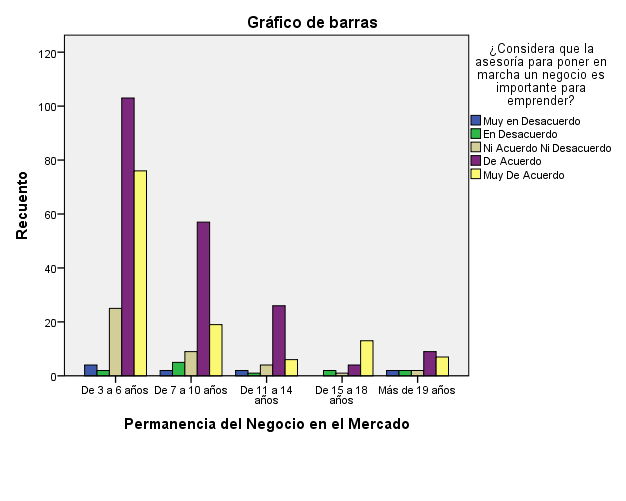 Gráfico de barras
¿Considera que la
asesoría para poner en
marcha un negocio es
importante para
emprender?
Muy en Desacuerdo
En Desacuerdo
Ni Acuerdo Ni Desacuerdo
De Acuerdo
Muy De Acuerdo
Recuento
120
100
80
60
40
20
0
De 3 a 6 años
De 7 a 10 años
De 11 a 14
años
De 15 a 18
años
Más de 19 años
Permanencia del Negocio en el Mercado